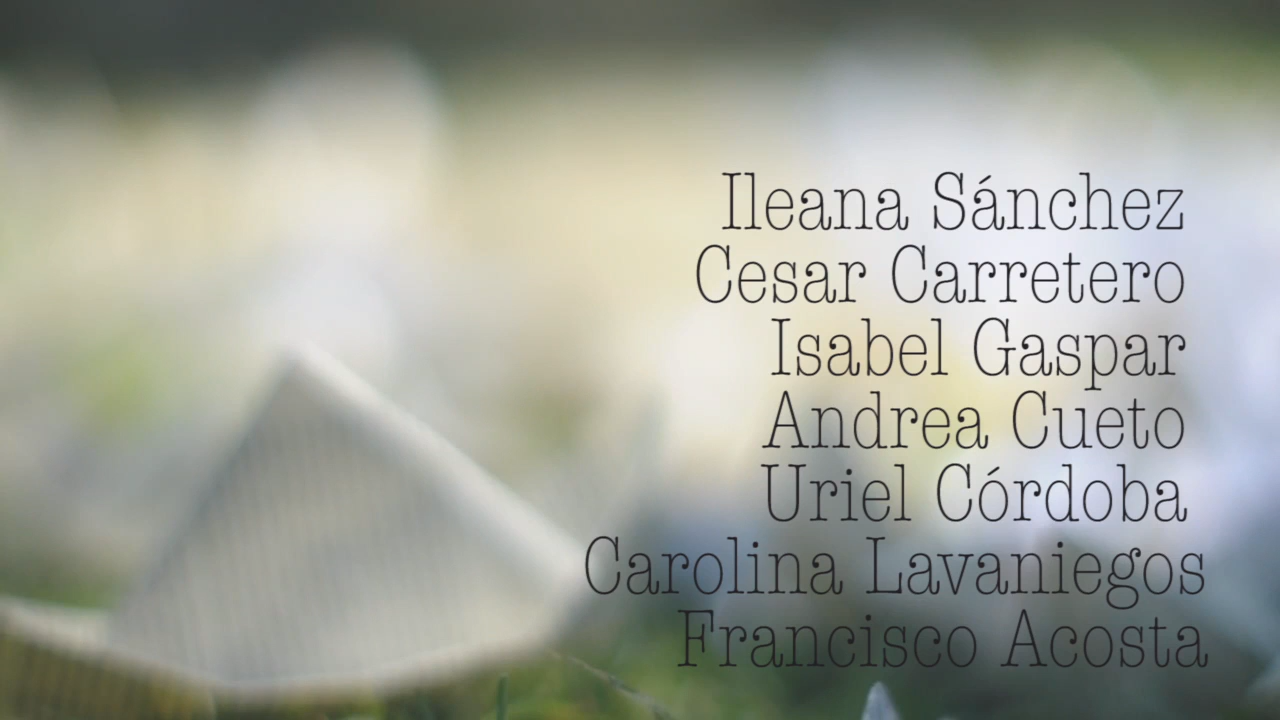 Ileana Sánchez
Cesar Carretero
Isabel Gaspar
Andrea Cueto
Uriel Córdoba
Carolina Lavaniegos
Francisco Acosta